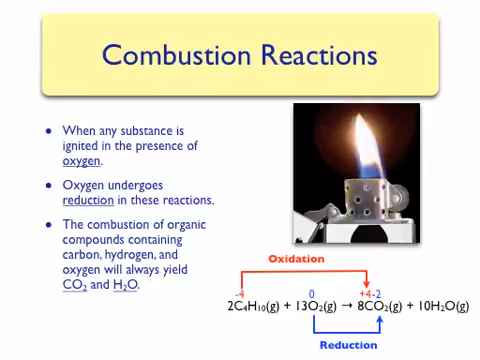 Combustion Reactions
● When any substance is
ignited in the presence of
oxygen.
● Oxygen undergoes
reduction in these reactions.
● The combustion of organic
compounds containing
carbon, hydrogen, and
oxygen will always yield
CO₂ and H₂O.
Oxidation
-4 0 +4-2
2C₄H₁₀(g) + 13O₂(g) → 8CO₂(g) + 10H₂O(g)
Reduction